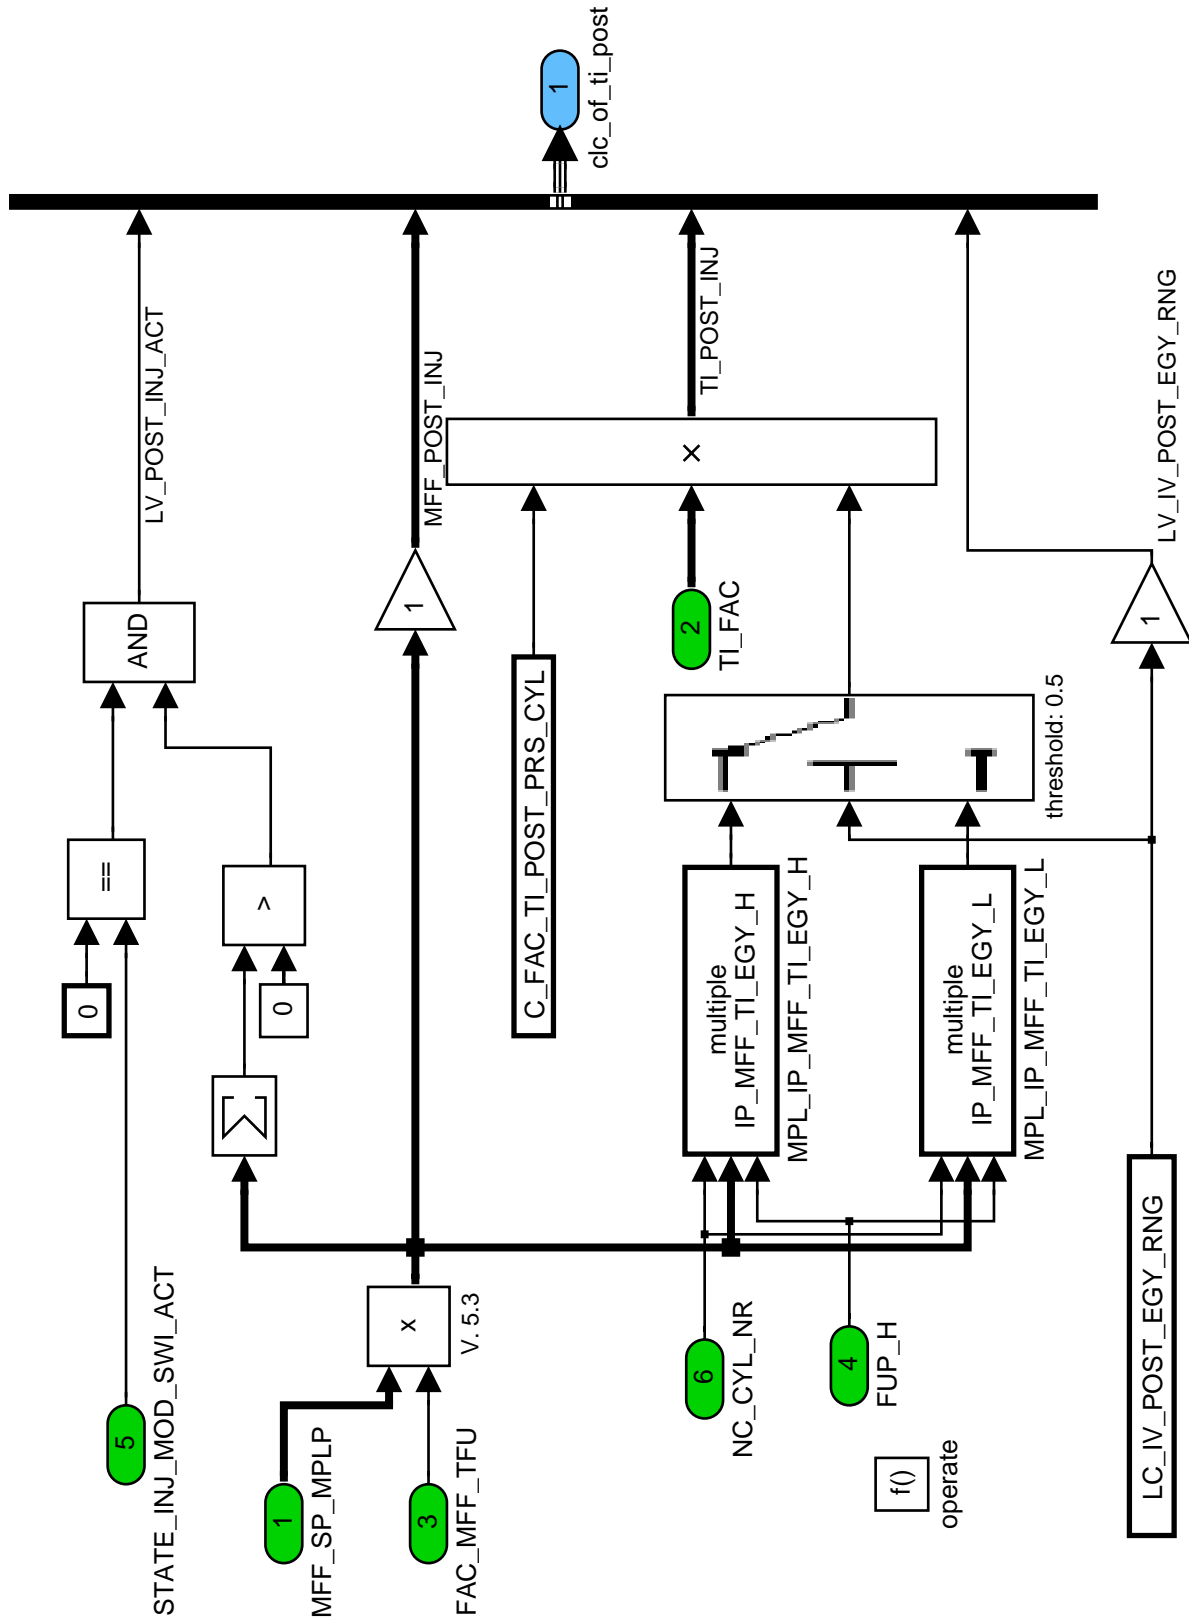 5
STATE_INJ_MOD_SWI_ACT
0
==
AND
LV_POST_INJ_ACT
1
MFF_SP_MPLP
3
FAC_MFF_TFU
x
V. 5.3
Σ
0
>
1
MFF_POST_INJ
C_FAC_TI_POST_PRS_CYL
2
TI_FAC
×
TI_POST_INJ
6
NC_CYL_NR
4
FUP_H
multiple
IP_MFF_TI_EGY_H
MPL_IP_MFF_TI_EGY_H
multiple
IP_MFF_TI_EGY_L
MPL_IP_MFF_TI_EGY_L
threshold: 0.5
f()
operate
LC_IV_POST_EGY_RNG
1
LV_IV_POST_EGY_RNG
1
clc_of_ti_post